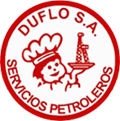 DUFLO S.A.
SERVICIOS PETROLEROS